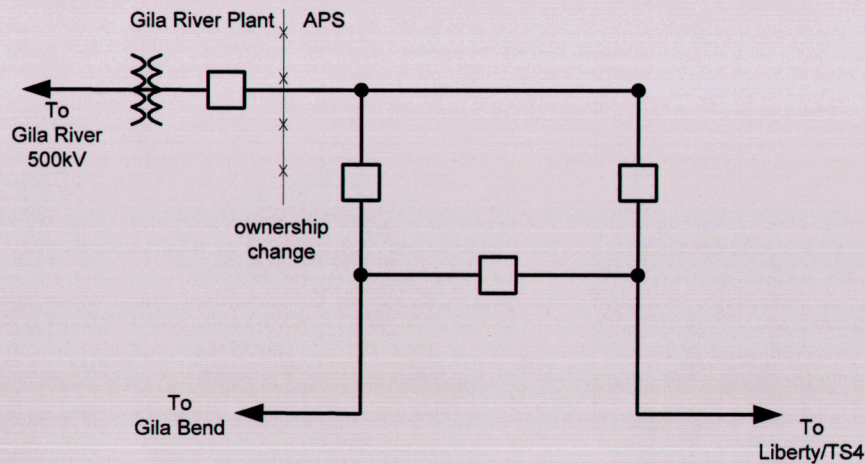 Gila River Plant
APS
To
Gila River
500kV
ownership
change
To
Gila Bend
To
Liberty/TS4